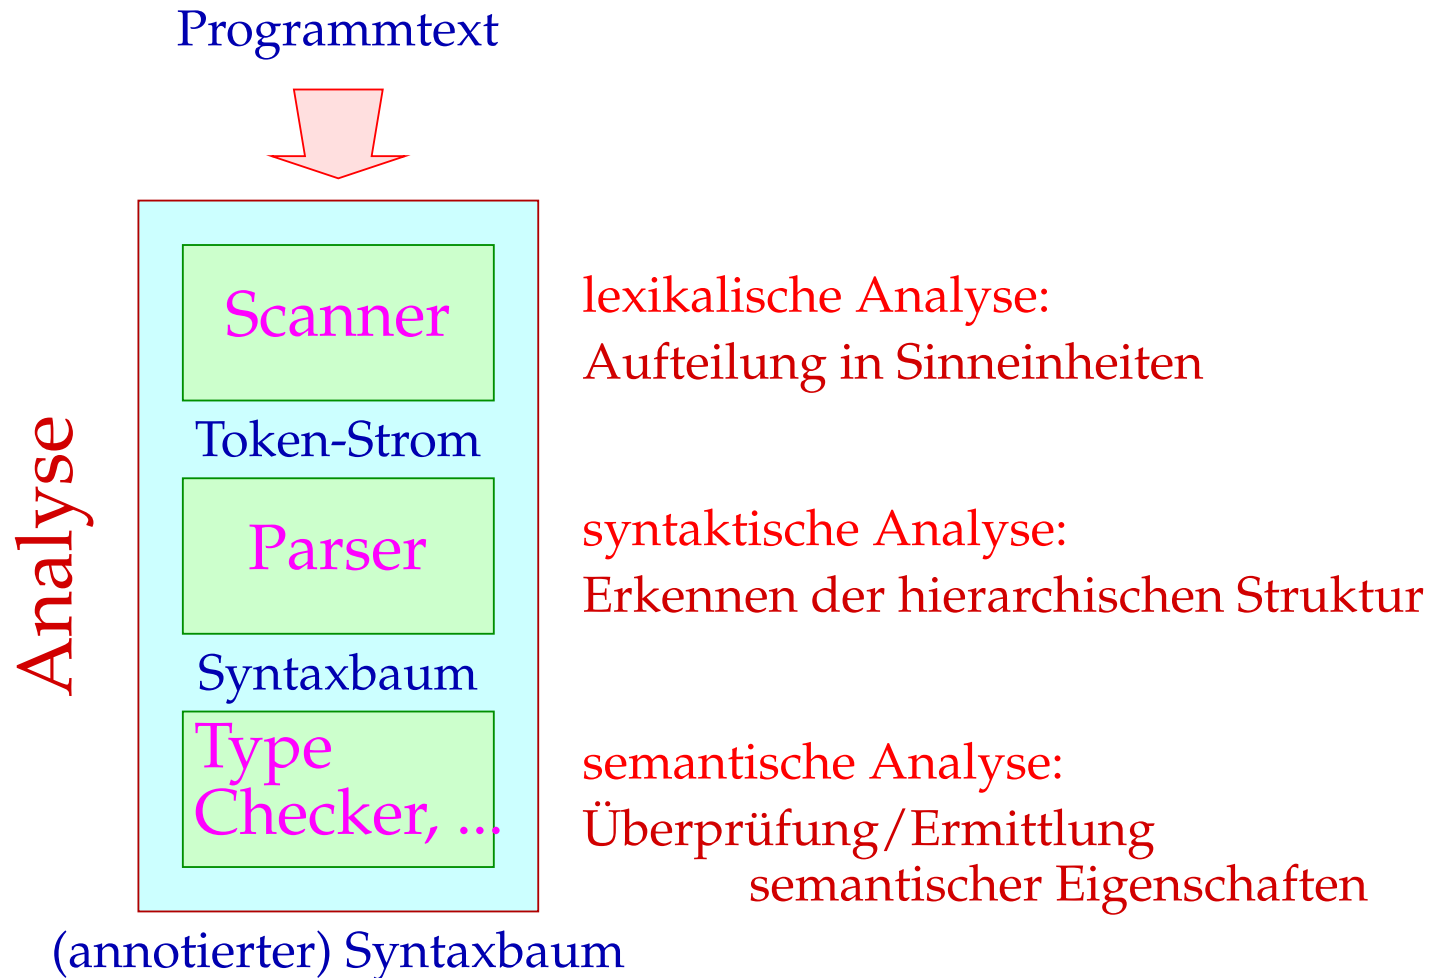 Programmtext
Analyse
Scanner
lexikalische Analyse:
Aufteilung in Sinneinheiten
Token-Strom
Parser
syntaktische Analyse:
Erkennen der hierarchischen Struktur
Syntaxbaum
Type
Checker, ...
semantische Analyse:
Überprüfung/Ermittlung
semantischer Eigenschaften
(annotierter) Syntaxbaum